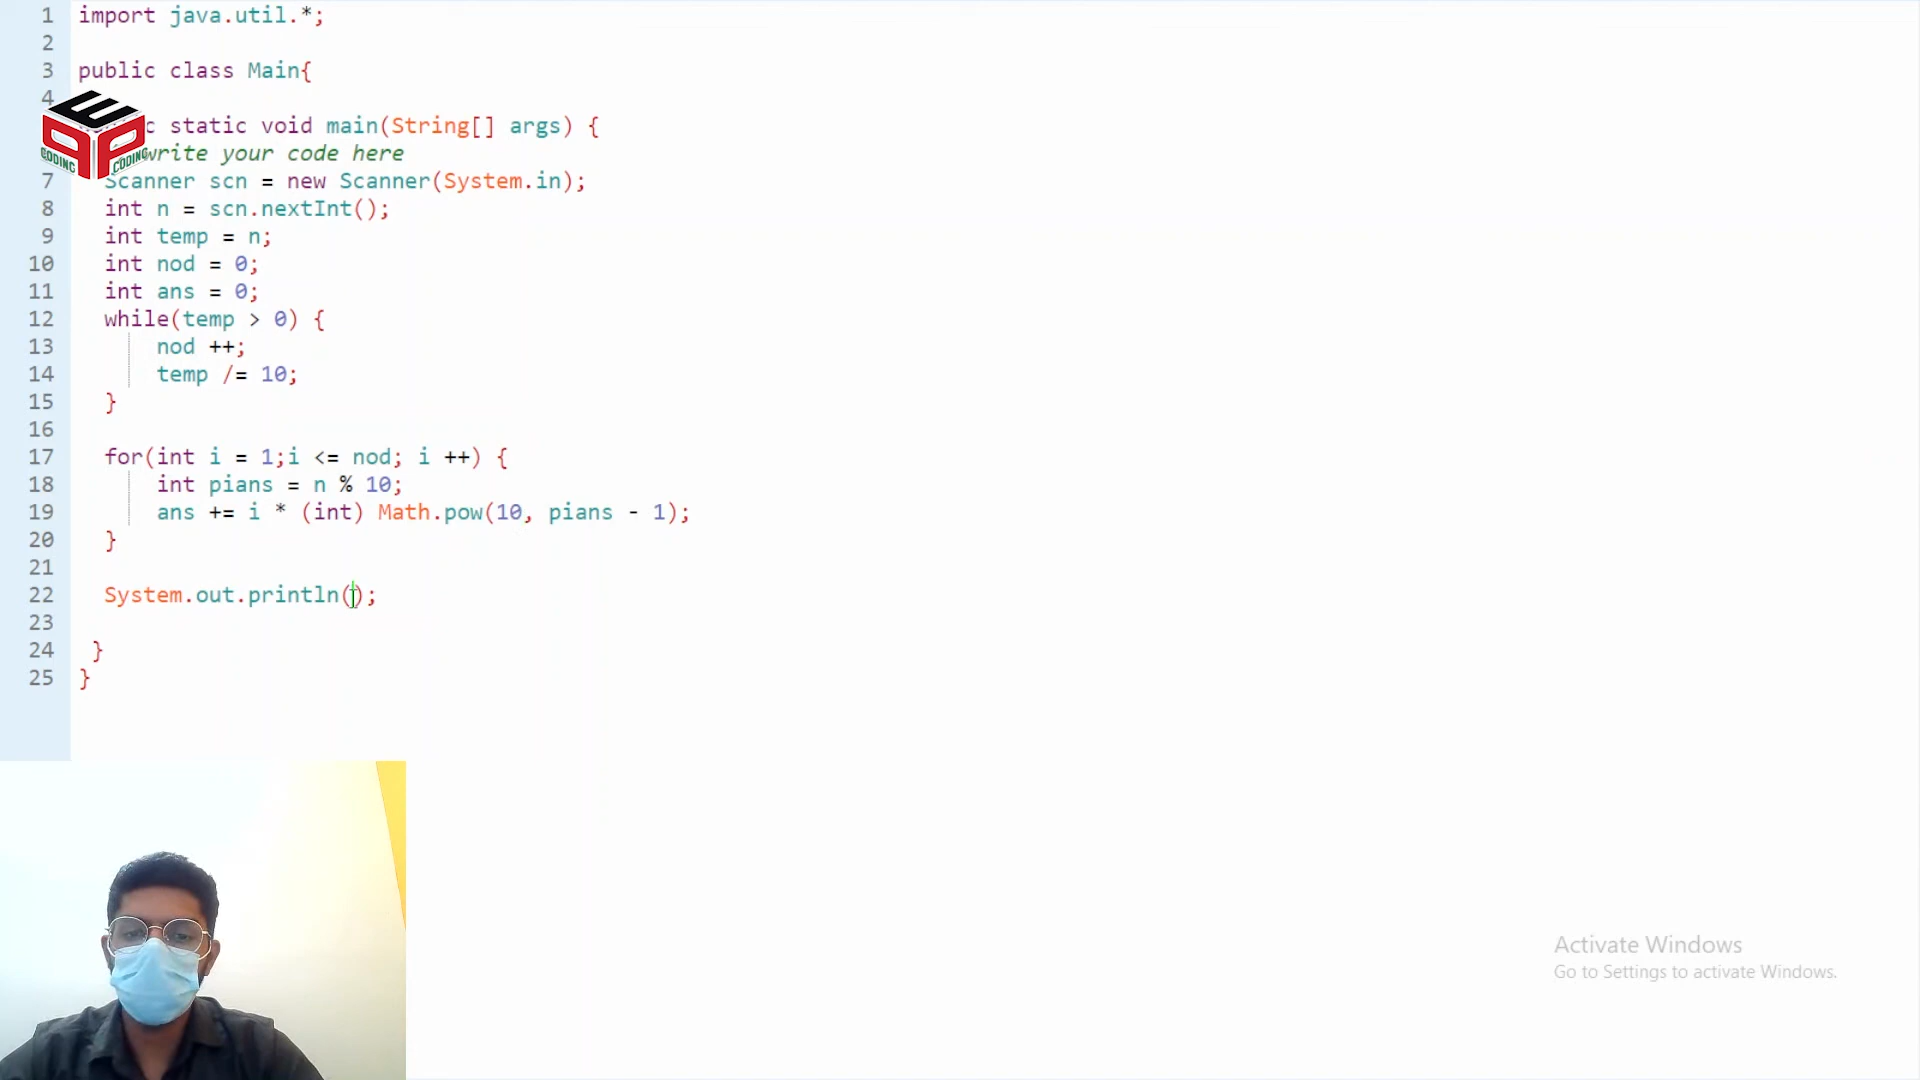 1 import java.util.*;
2
3 public class Main{
4
c static void main(String[] args) {
write your code here
7 Scanner scn = new Scanner(System.in);
8 int n = scn.nextInt();
9 int temp = n;
10 int nod = 0;
11 int ans = 0;
12 while(temp > 0) {
13 nod ++;
14 temp /= 10;
15 }
16
17 for(int i = 1;i <= nod; i ++) {
18 int pians = n % 10;
19 ans += i * (int) Math.pow(10, pians - 1);
20 }
21
22 System.out.println();
23
24 }
25 }
PEP
CODING CODING
Activate Windows
Go to Settings to activate Windows.